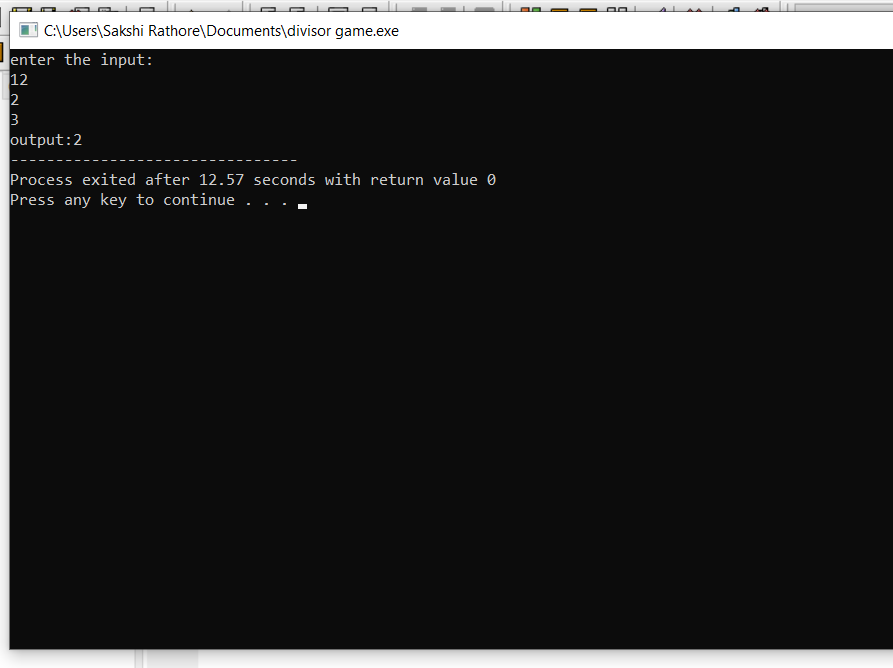 C:\Users\Sakshi Rathore\Documents\divisor game.exe
enter the input:
12
2
3
output:2
--------------------------------
Process exited after 12.57 seconds with return value 0
Press any key to continue . . .